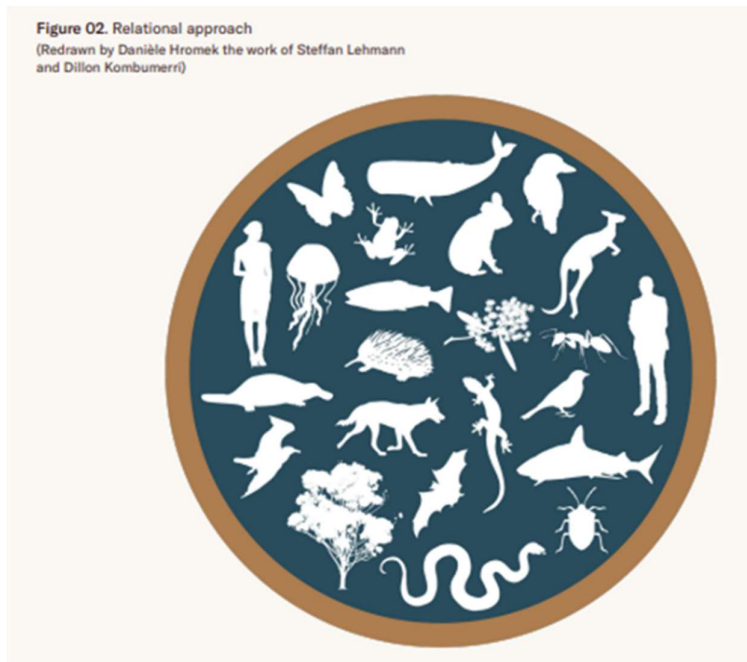 Figure 02. Relational approach
(Redrawn by Danièle Hromek the work of Steffan Lehmann
and Dillon Kombumerri)